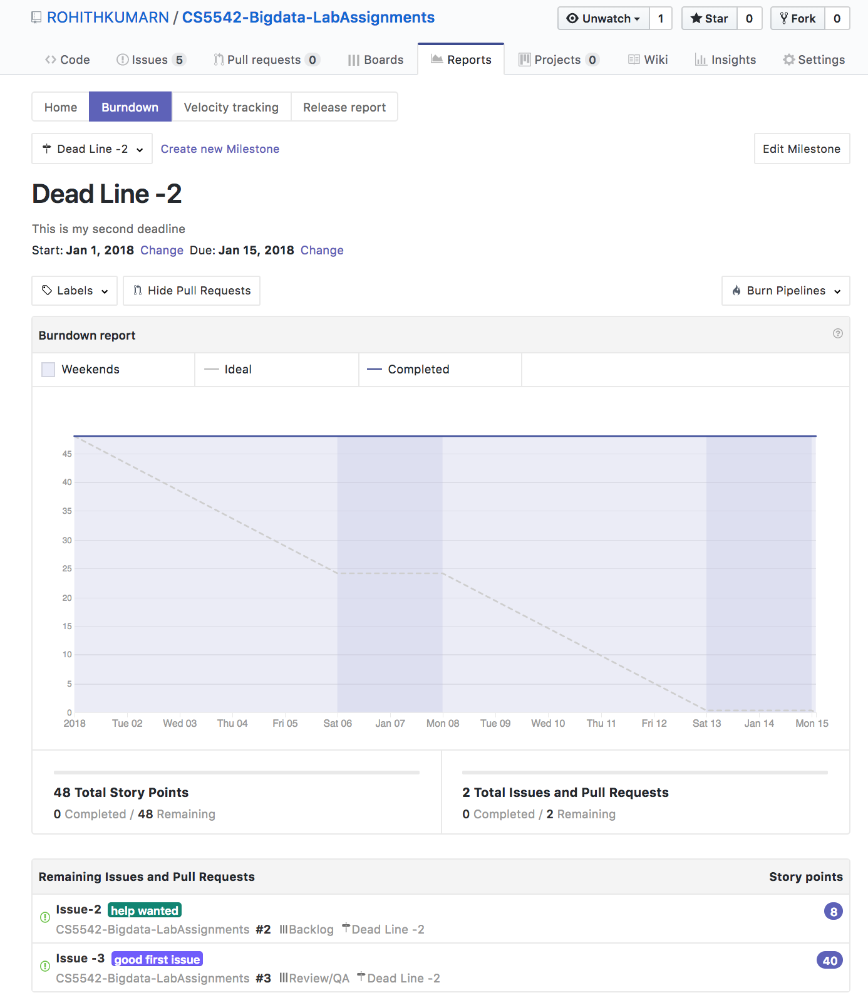 ROHITHKUMARN / CS5542-Bigdata-LabAssignments Unwatch 1 Star 0 Fork 0
Code Issues 5 Pull requests 0 Boards Reports Projects 0 Wiki Insights Settings
Home Burndown Velocity tracking Release report
Dead Line -2 Create new Milestone Edit Milestone
Dead Line -2
This is my second deadline
Start: Jan 1, 2018 Change Due: Jan 15, 2018 Change
Labels Hide Pull Requests Burn Pipelines
Burndown report
Weekends Ideal Completed
45
40
35
30
25
20
15
10
5
0
2018 Tue 02 Wed 03 Thu 04 Fri 05 Sat 06 Jan 07 Mon 08 Tue 09 Wed 10 Thu 11 Fri 12 Sat 13 Jan 14 Mon 15
48 Total Story Points
0 Completed / 48 Remaining
2 Total Issues and Pull Requests
0 Completed / 2 Remaining
Remaining Issues and Pull Requests Story points
Issue-2 help wanted 8
CS5542-Bigdata-LabAssignments #2 Backlog Dead Line -2
Issue -3 good first issue 40
CS5542-Bigdata-LabAssignments #3 Review/QA Dead Line -2